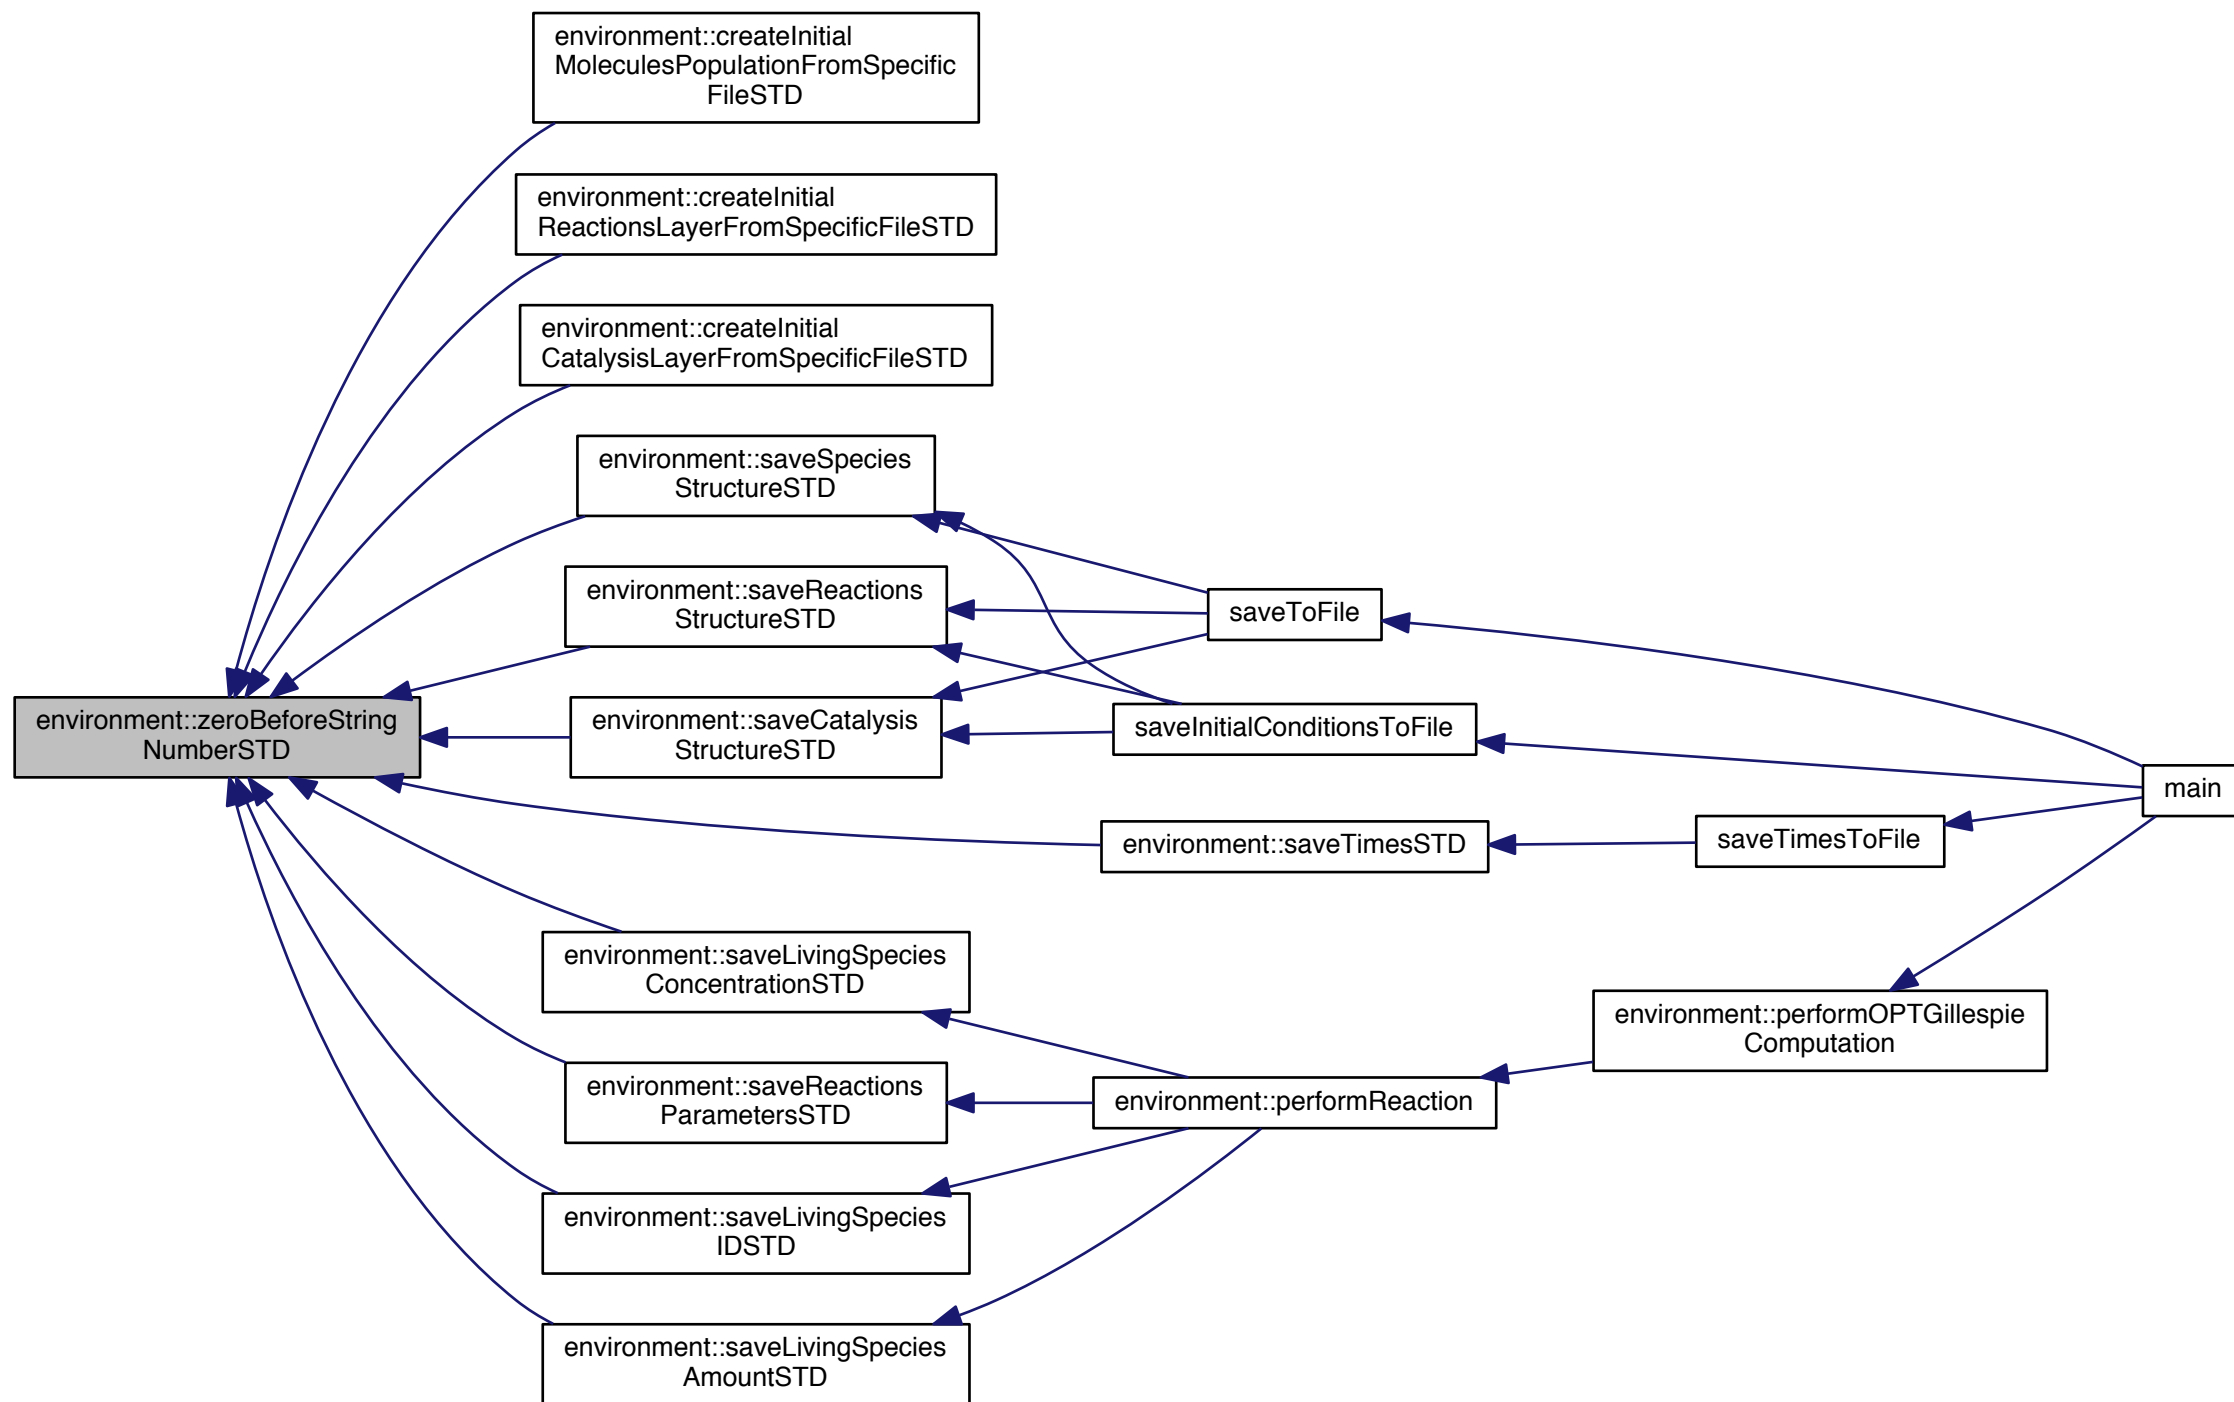 environment::createInitial
MoleculesPopulationFromSpecific
FileSTD
environment::createInitial
ReactionsLayerFromSpecificFileSTD
environment::createInitial
CatalysisLayerFromSpecificFileSTD
environment::saveSpecies
StructureSTD
environment::saveReactions
StructureSTD
saveToFile
environment::zeroBeforeString
NumberSTD
environment::saveCatalysis
StructureSTD
saveInitialConditionsToFile
main
environment::saveTimesSTD
saveTimesToFile
environment::saveLivingSpecies
ConcentrationSTD
environment::performOPTGillespie
Computation
environment::saveReactions
ParametersSTD
environment::performReaction
environment::saveLivingSpecies
IDSTD
environment::saveLivingSpecies
AmountSTD